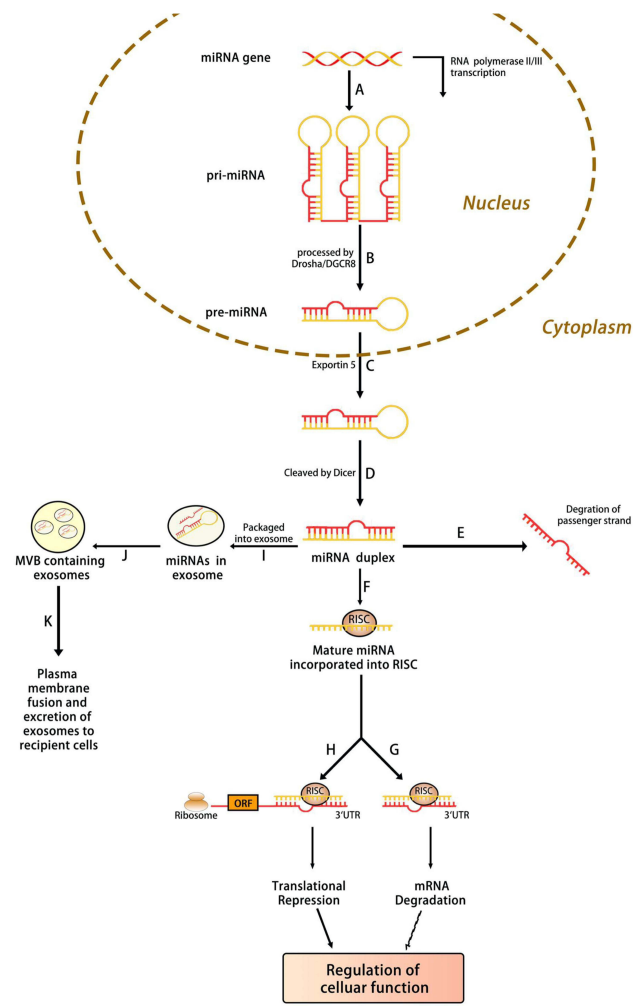 miRNA gene
RNA polymerase II/III
transcription
A
pri-miRNA
Nucleus
processed by
Drosha/DGCR8
B
pre-miRNA
Cytoplasm
Exportin 5
C
Cleaved by Dicer
D
Degration of
passenger strand
Packaged
into exosome
E
MVB containing
exosomes
J
miRNAs in
exosome
I
miRNA duplex
F
K
RISC
Mature miRNA
incorporated into RISC
Plasma
membrane
fusion and
excretion of
exosomes to
recipient cells
H
G
RISC
RISC
ORF
Ribosome
3'UTR
3'UTR
Translational
Repression
mRNA
Degradation
Regulation of
celluar function